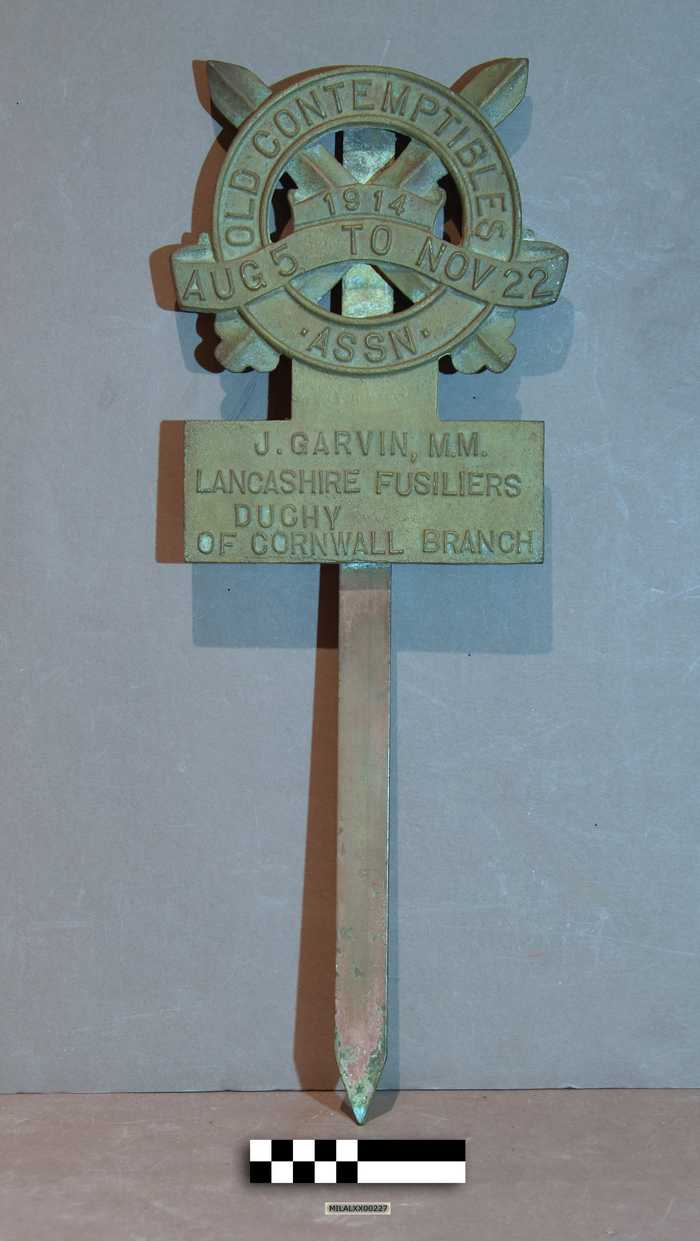 OLD CONTEMPTIBLES
1914
AUG 5 TO NOV 22
·ASSN·
J. GARVIN, M.M.
LANCASHIRE FUSILIERS
DUCHY
OF CORNWALL BRANCH
MILALXX00227